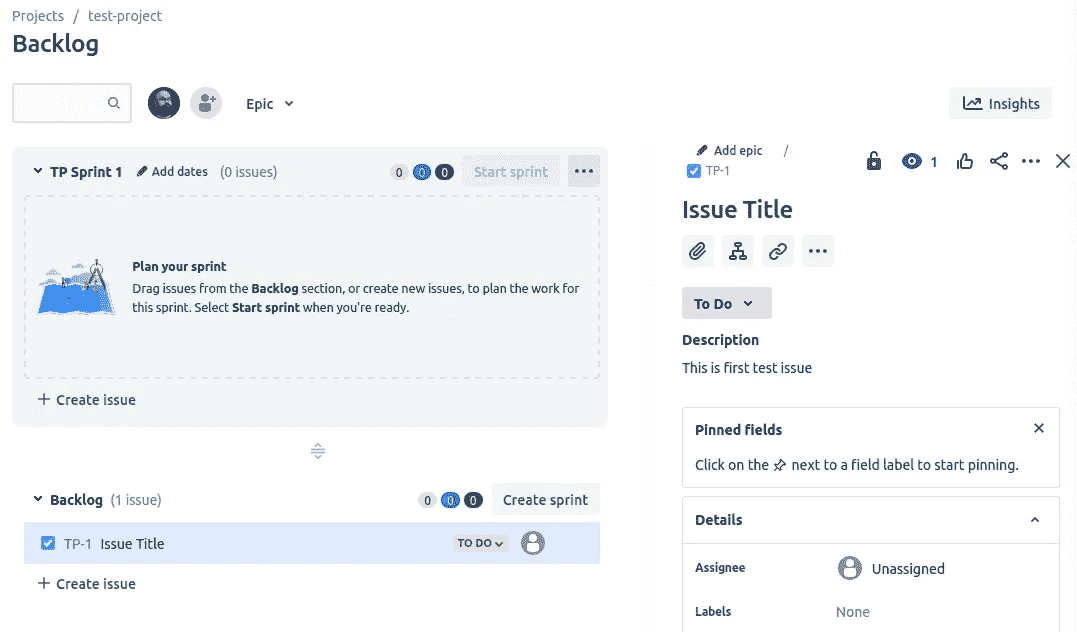 Projects / test-project
Backlog
Epic
Insights
TP Sprint 1 Add dates (0 issues) 0 0 0 Start sprint ...
Plan your sprint
Drag issues from the Backlog section, or create new issues, to plan the work for
this sprint. Select Start sprint when you're ready.
+ Create issue
Backlog (1 issue) 0 0 0 Create sprint
TP-1 Issue Title TO DO
+ Create issue
Add epic / 1 ...
TP-1
Issue Title
...
To Do
Description
This is first test issue
Pinned fields
Click on the next to a field label to start pinning.
Details
Assignee Unassigned
Labels None